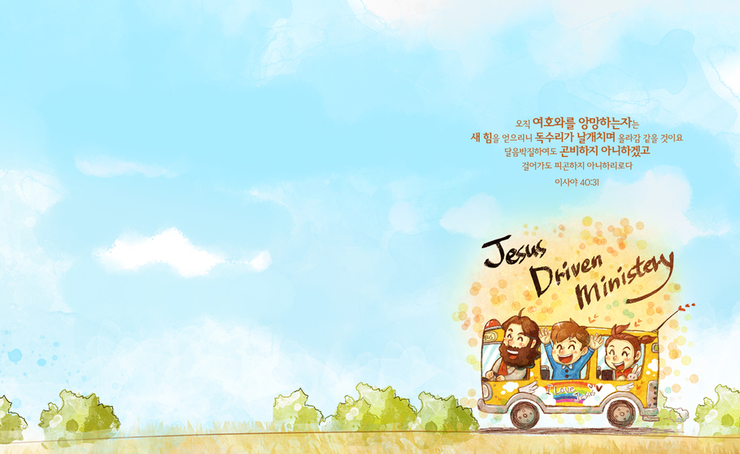 오직 여호와를 앙망하는자는
새 힘을 얻으리니 독수리가 날개치며 올라감 같을 것이요
달음박질하여도 곤비하지 아니하겠고
걸어가도 피곤하지 아니하리로다
이사야 40:31
Jesus
Driven
Ministery
I Love